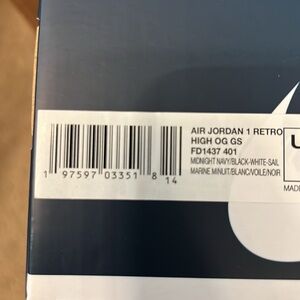 AIR JORDAN 1 RETRO
HIGH OG GS
FD1437 401
MIDNIGHT NAVY/BLACK-WHITE-SAIL
MARINE MINUIT/BLANC/VOILE/NOIR
1 97597 03351 8 14
U
MADE